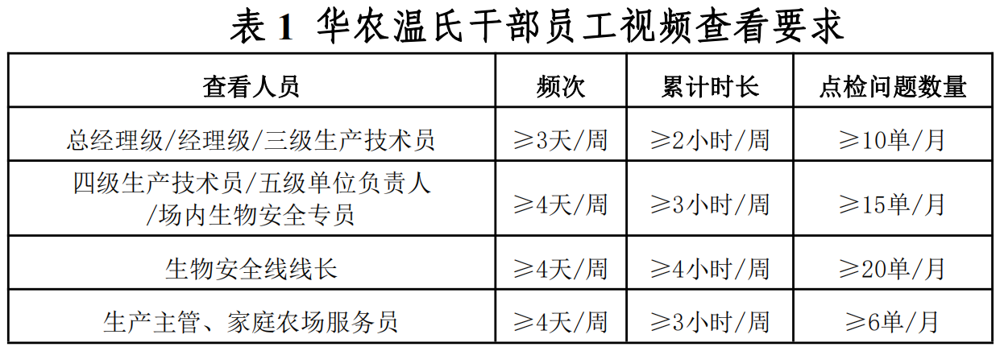 表 1 华农温氏干部员工视频查看要求
查看人员 频次 累计时长 点检问题数量
总经理级/经理级/三级生产技术员 ≥3天/周 ≥2小时/周 ≥10单/月
四级生产技术员/五级单位负责人
/场内生物安全专员 ≥4天/周 ≥3小时/周 ≥15单/月
生物安全线线长 ≥4天/周 ≥4小时/周 ≥20单/月
生产主管、家庭农场服务员 ≥4天/周 ≥3小时/周 ≥6单/月